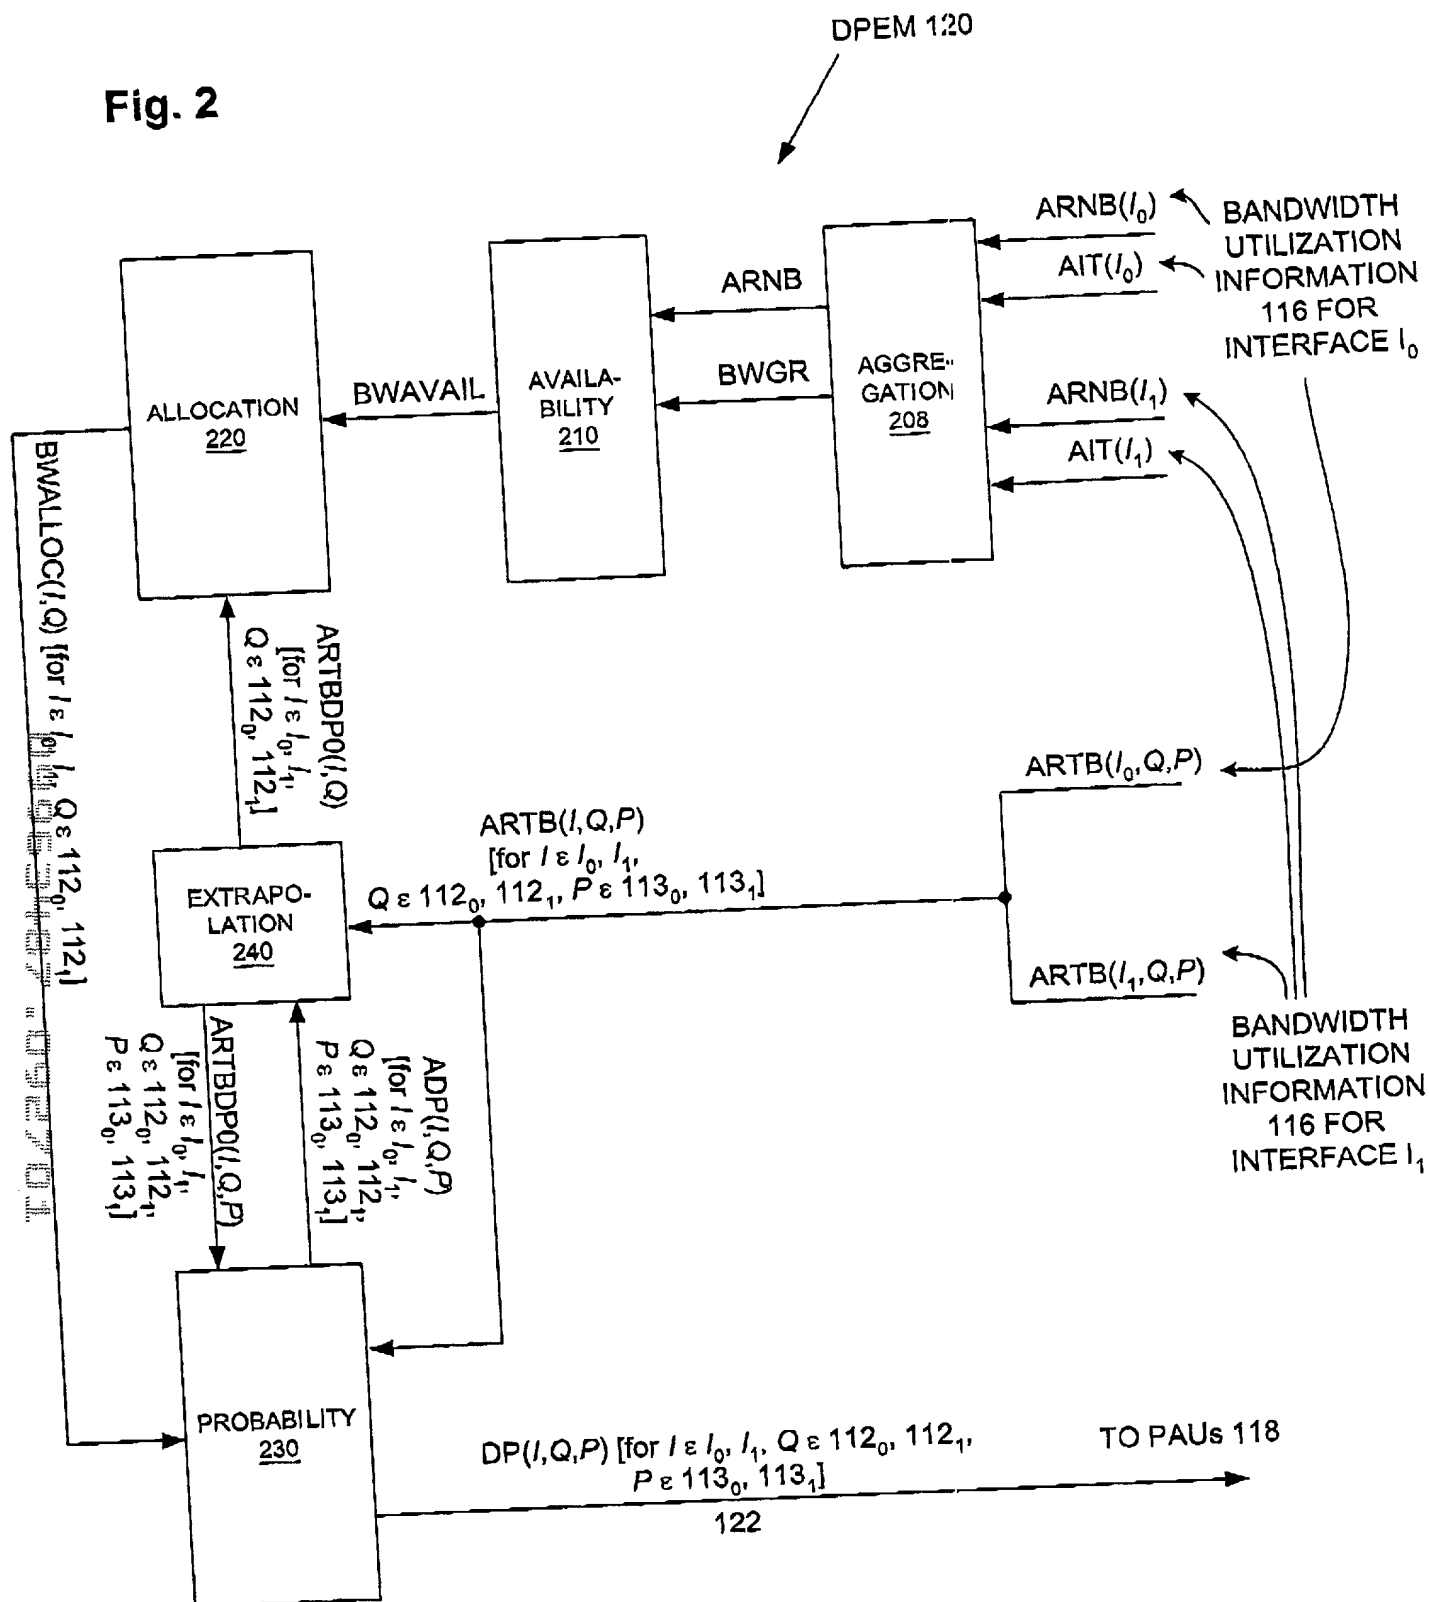 DPEM 120
Fig. 2
ARNB(I₀)
AIT(I₀)
BANDWIDTH
UTILIZATION
INFORMATION
116 FOR
INTERFACE I₀
ARNB
BWGR
AGGRE-
GATION
208
ARNB(I₁)
AIT(I₁)
AVAILA-
BILITY
210
BWAVAIL
ALLOCATION
220
BWALLOC(I,Q) [for I ε I₀, I₁, Q ε 112₀, 112₁]
ARTBDP0(I,Q)
[for I ε I₀, I₁,
Q ε 112₀, 112₁]
ARTB(I₀,Q,P)
ARTB(I,Q,P)
[for I ε I₀, I₁,
Q ε 112₀, 112₁, P ε 113₀, 113₁]
EXTRAPO-
LATION
240
ARTB(I₁,Q,P)
BANDWIDTH
UTILIZATION
INFORMATION
116 FOR
INTERFACE I₁
ARTBDP0(I,Q,P)
[for I ε I₀, I₁,
Q ε 112₀, 112₁,
P ε 113₀, 113₁]
ADP(I,Q,P)
[for I ε I₀, I₁,
Q ε 112₀, 112₁,
P ε 113₀, 113₁]
PROBABILITY
230
DP(I,Q,P) [for I ε I₀, I₁, Q ε 112₀, 112₁,
P ε 113₀, 113₁]
122
TO PAUs 118